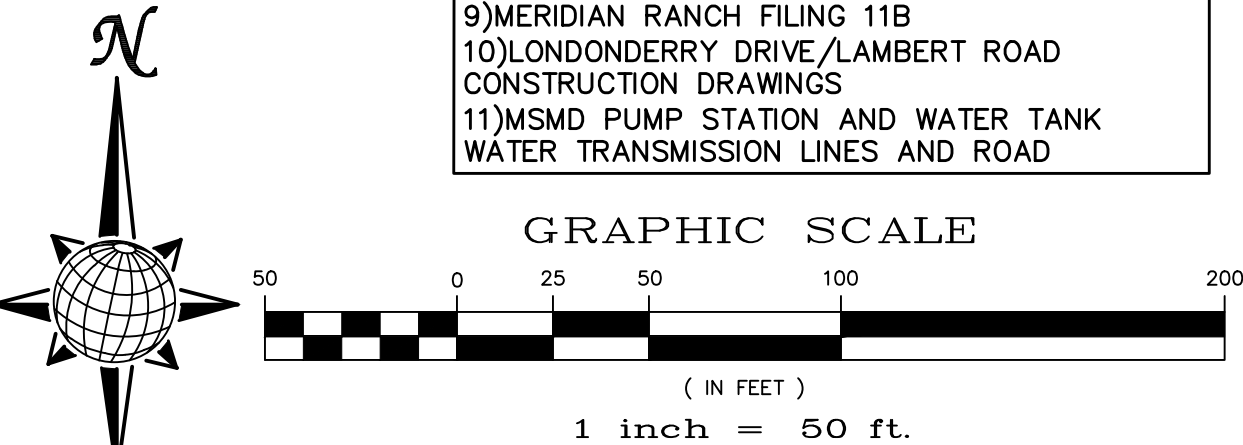 N
9)MERIDIAN RANCH FILING 11B
10)LONDONDERRY DRIVE/LAMBERT ROAD
CONSTRUCTION DRAWINGS
11)MSMD PUMP STATION AND WATER TANK
WATER TRANSMISSION LINES AND ROAD
GRAPHIC SCALE
50 0 25 50 100 200
( IN FEET )
1 inch = 50 ft.